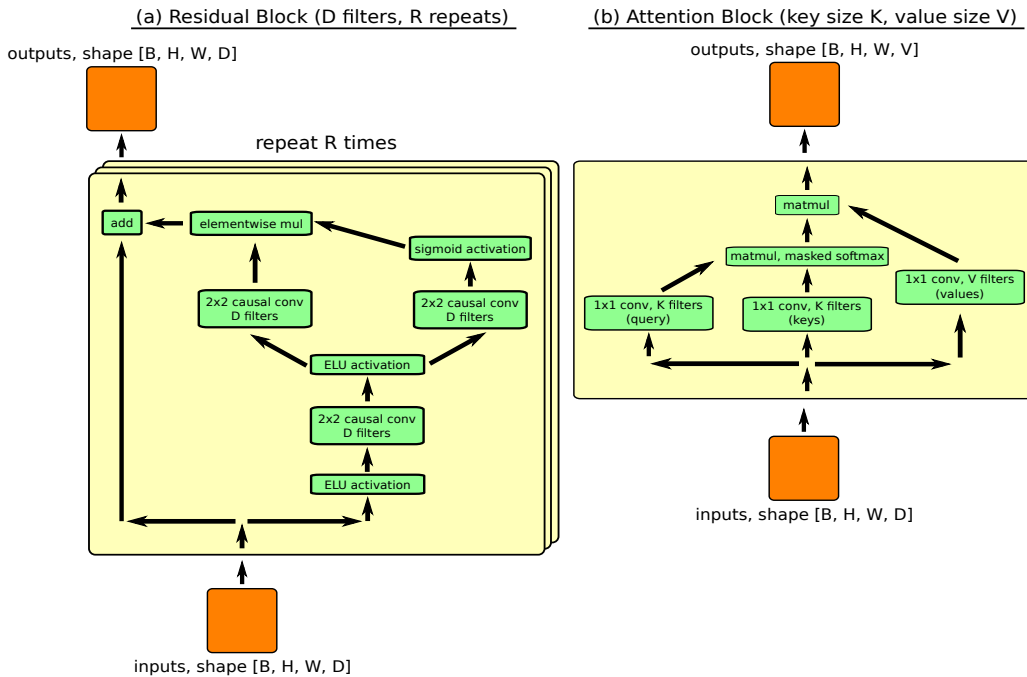 (a) Residual Block (D filters, R repeats)
outputs, shape [B, H, W, D]
repeat R times
add
elementwise mul
sigmoid activation
2x2 causal conv
D filters
2x2 causal conv
D filters
ELU activation
2x2 causal conv
D filters
ELU activation
inputs, shape [B, H, W, D]
(b) Attention Block (key size K, value size V)
outputs, shape [B, H, W, V]
matmul
matmul, masked softmax
1x1 conv, K filters
(query)
1x1 conv, K filters
(keys)
1x1 conv, V filters
(values)
inputs, shape [B, H, W, D]